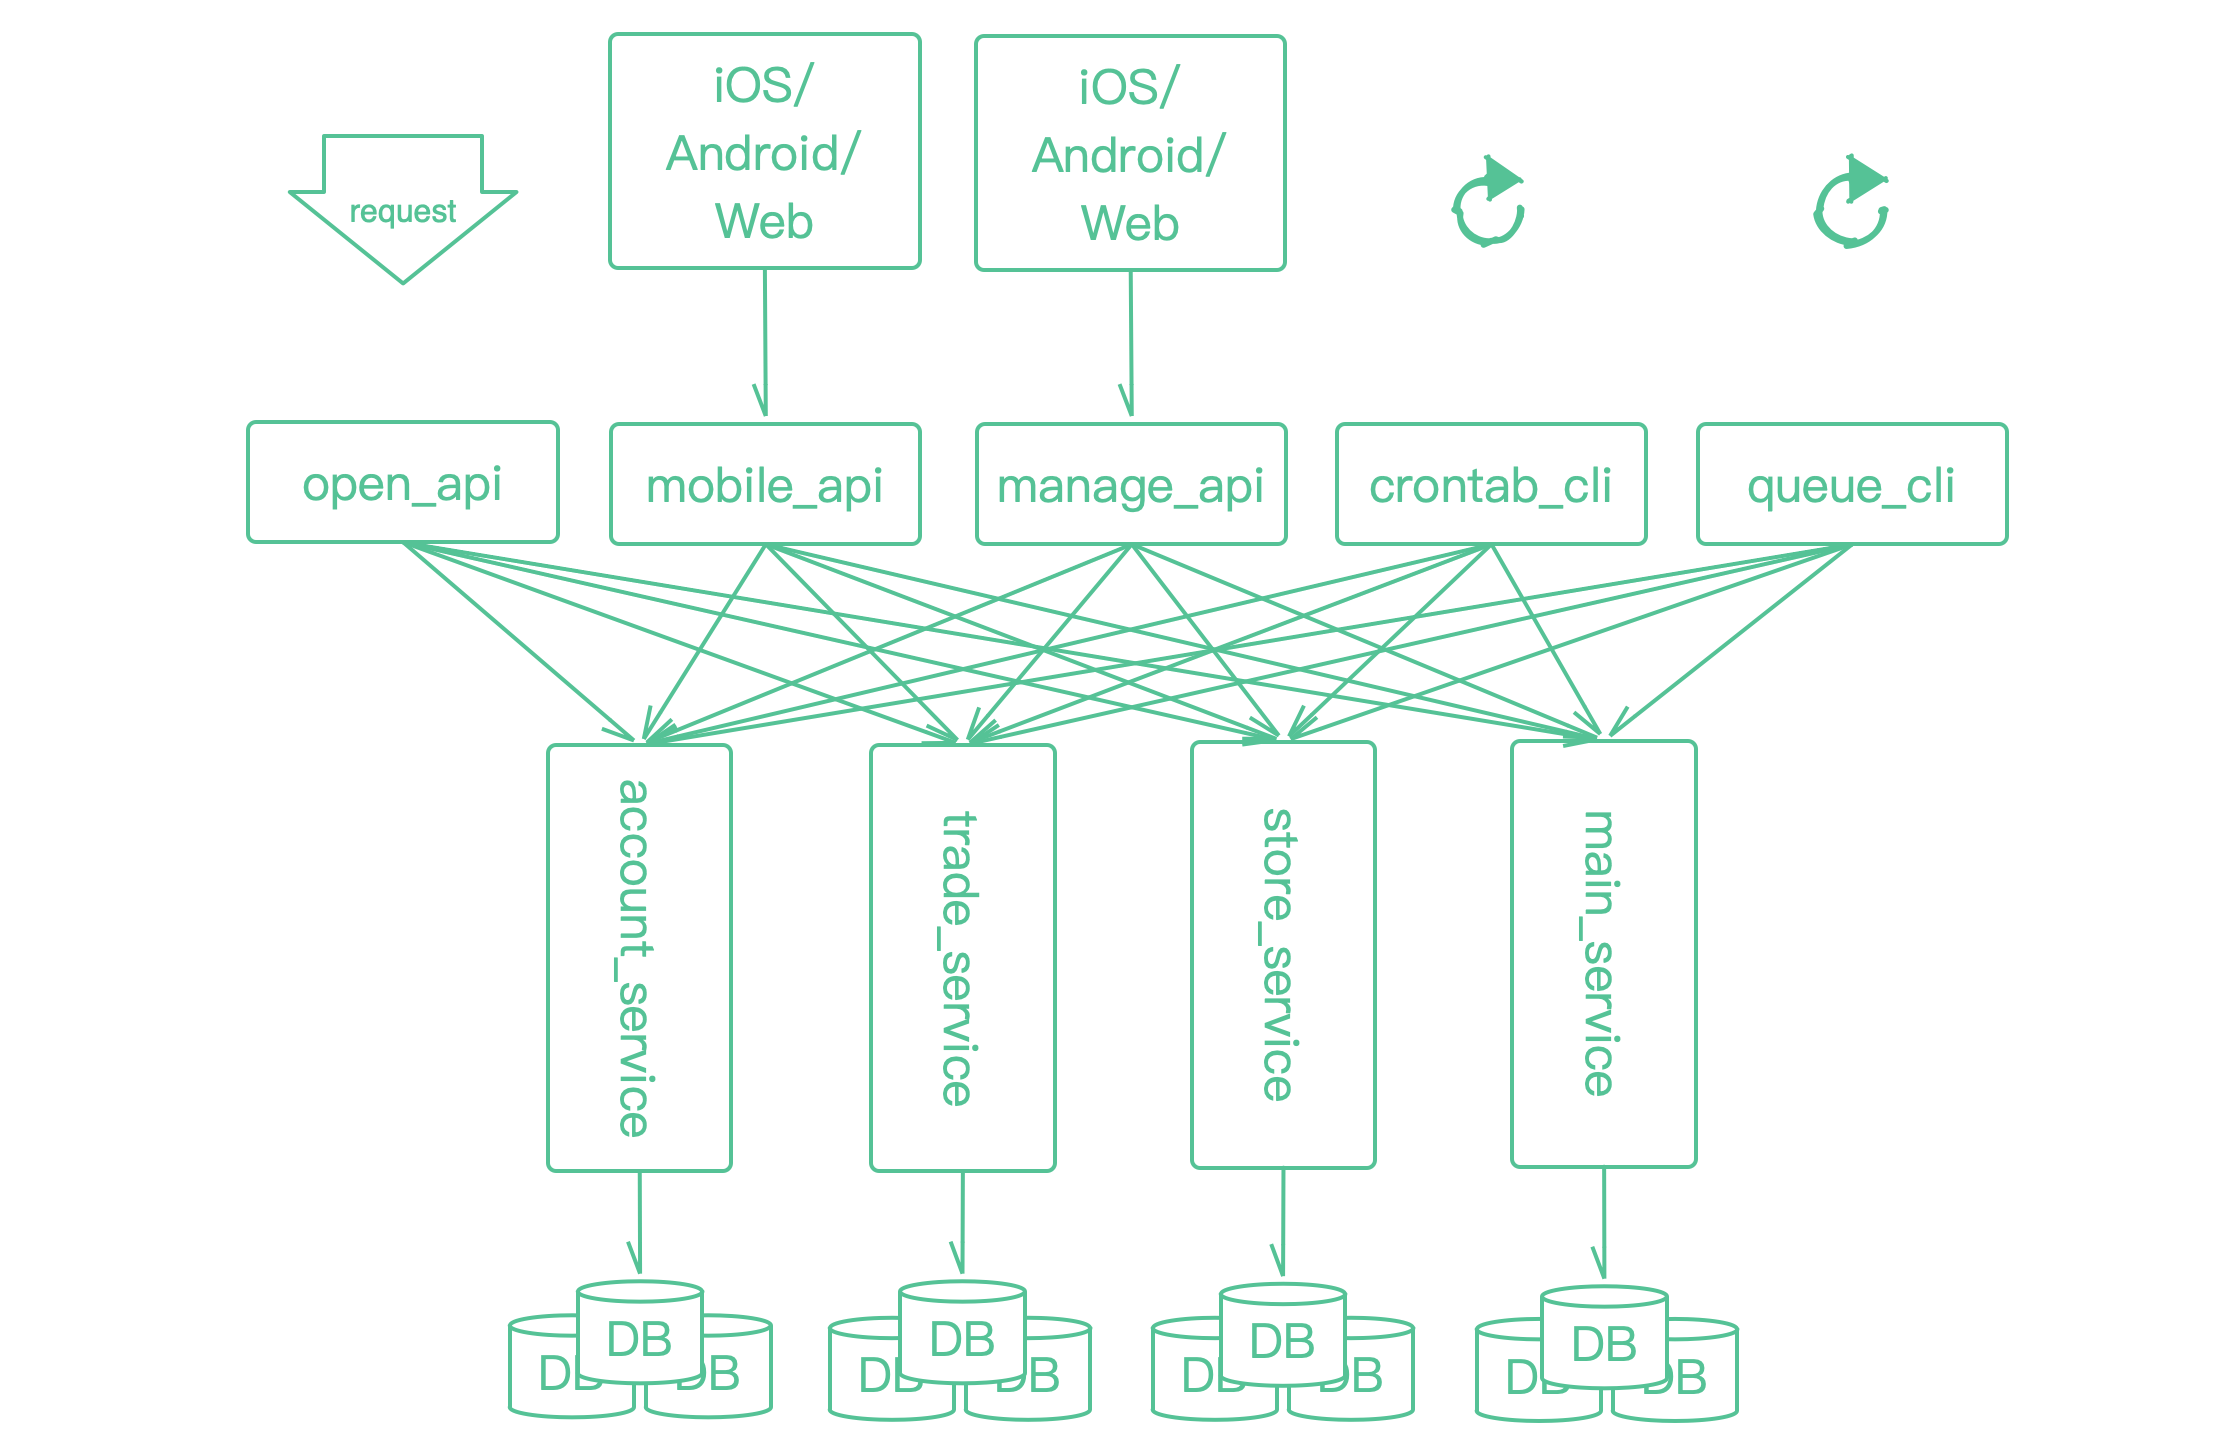 request
iOS/
Android/
Web
iOS/
Android/
Web
open_api
mobile_api
manage_api
crontab_cli
queue_cli
account_service
trade_service
store_service
main_service
DB
DB
DB
DB
DB
DB
DB
DB
DB
DB
DB
DB